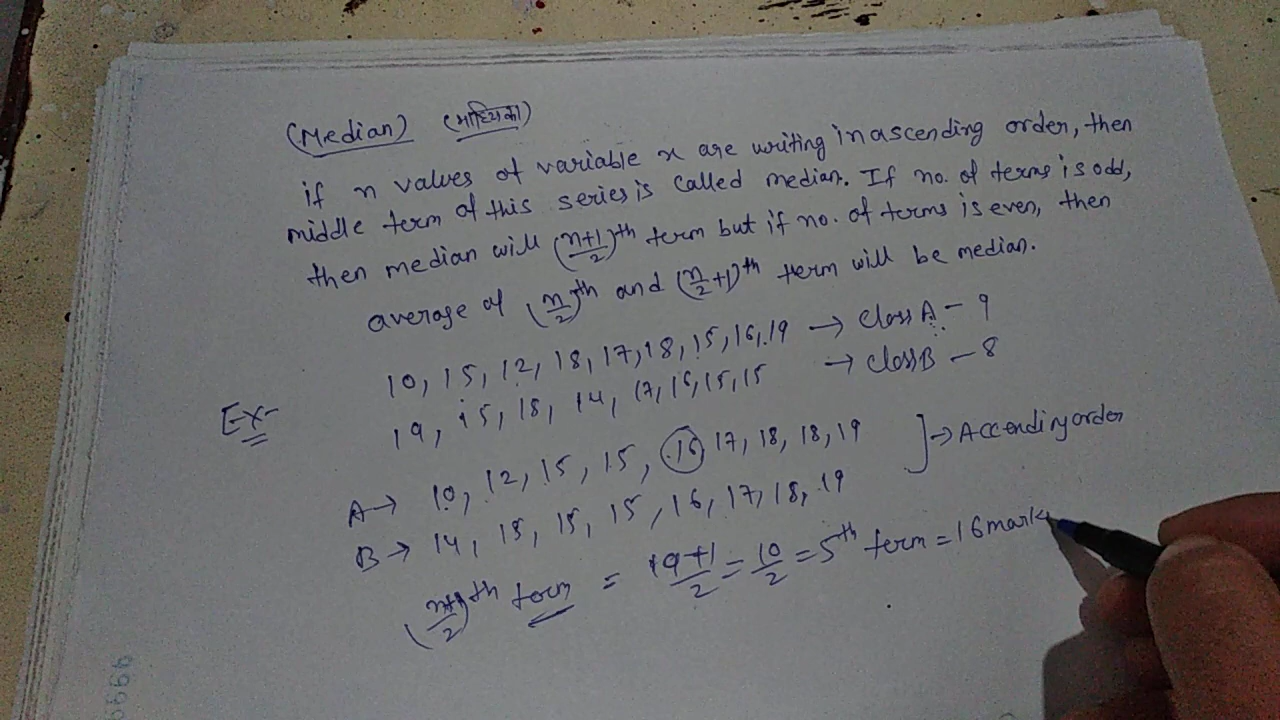 (Median) (माध्यिका)
if n values of variable x are writing in ascending order, then
middle term of this series is called median. If no. of terms is odd,
then median will (n+1/2)th term but if no. of terms is even, then
average of (n/2)th and (n/2+1)th term will be median.
Ex- 10, 15, 12, 18, 17, 18, 15, 16, 19 → Class A - 9
19, 15, 18, 14, 17, 16, 15, 15 → Class B - 8
A → 10, 12, 15, 15, 16 17, 18, 18, 19 ] → Accending order
B → 14, 15, 15, 15, 16, 17, 18, 19
(n+1/2)th term = 9+1/2 = 10/2 = 5th term = 16 marks